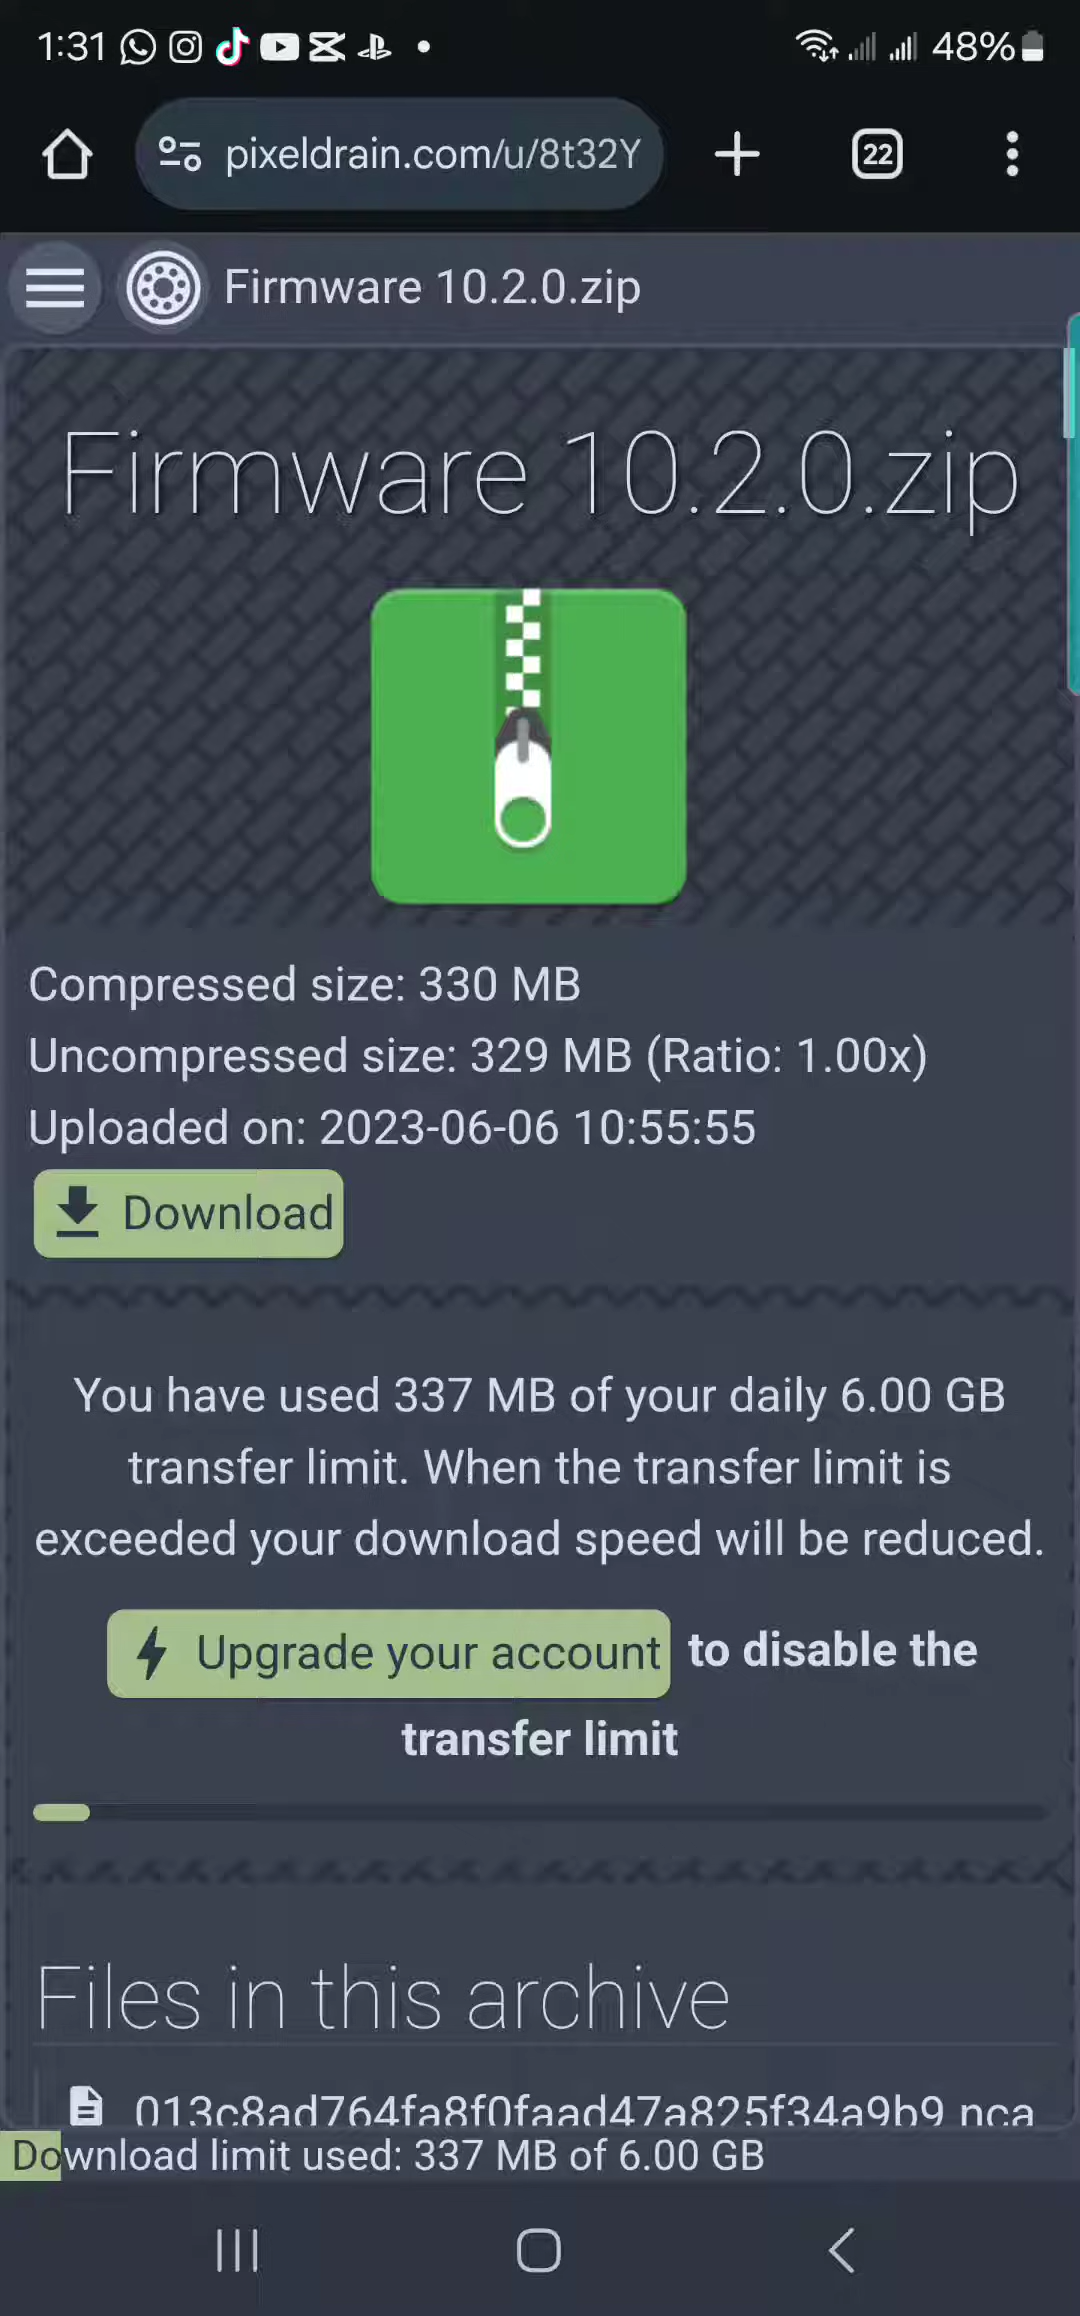 1:31
48%
pixeldrain.com/u/8t32Y
22
Firmware 10.2.0.zip
Firmware 10.2.0.zip
Compressed size: 330 MB
Uncompressed size: 329 MB (Ratio: 1.00x)
Uploaded on: 2023-06-06 10:55:55
Download
You have used 337 MB of your daily 6.00 GB
transfer limit. When the transfer limit is
exceeded your download speed will be reduced.
Upgrade your account to disable the
transfer limit
Files in this archive
013c8ad764fa8f0faad47a825f34a9b9.nca
Download limit used: 337 MB of 6.00 GB